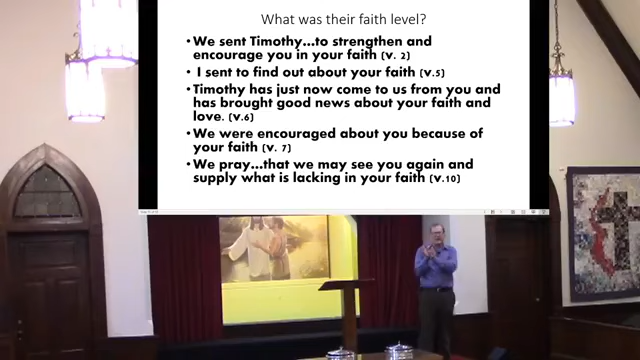 What was their faith level?
• We sent Timothy...to strengthen and
encourage you in your faith (v. 2)
• I sent to find out about your faith (v.5)
• Timothy has just now come to us from you and
has brought good news about your faith and
love. (v.6)
• We were encouraged about you because of
your faith (v. 7)
• We pray...that we may see you again and
supply what is lacking in your faith (v.10)